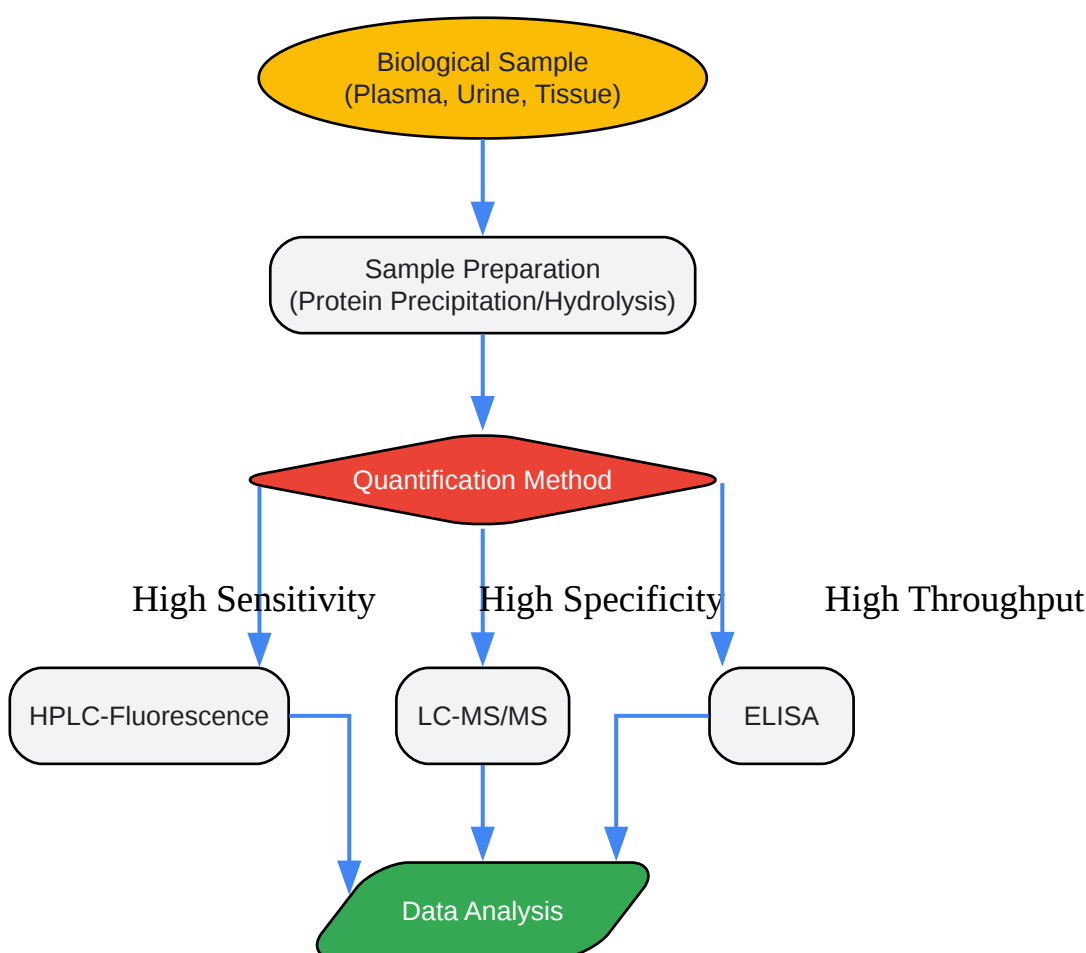 Biological Sample
(Plasma, Urine, Tissue)
Sample Preparation
(Protein Precipitation/Hydrolysis)
Quantification Method
High Sensitivity
High Specificity
High Throughput
HPLC-Fluorescence
LC-MS/MS
ELISA
Data Analysis